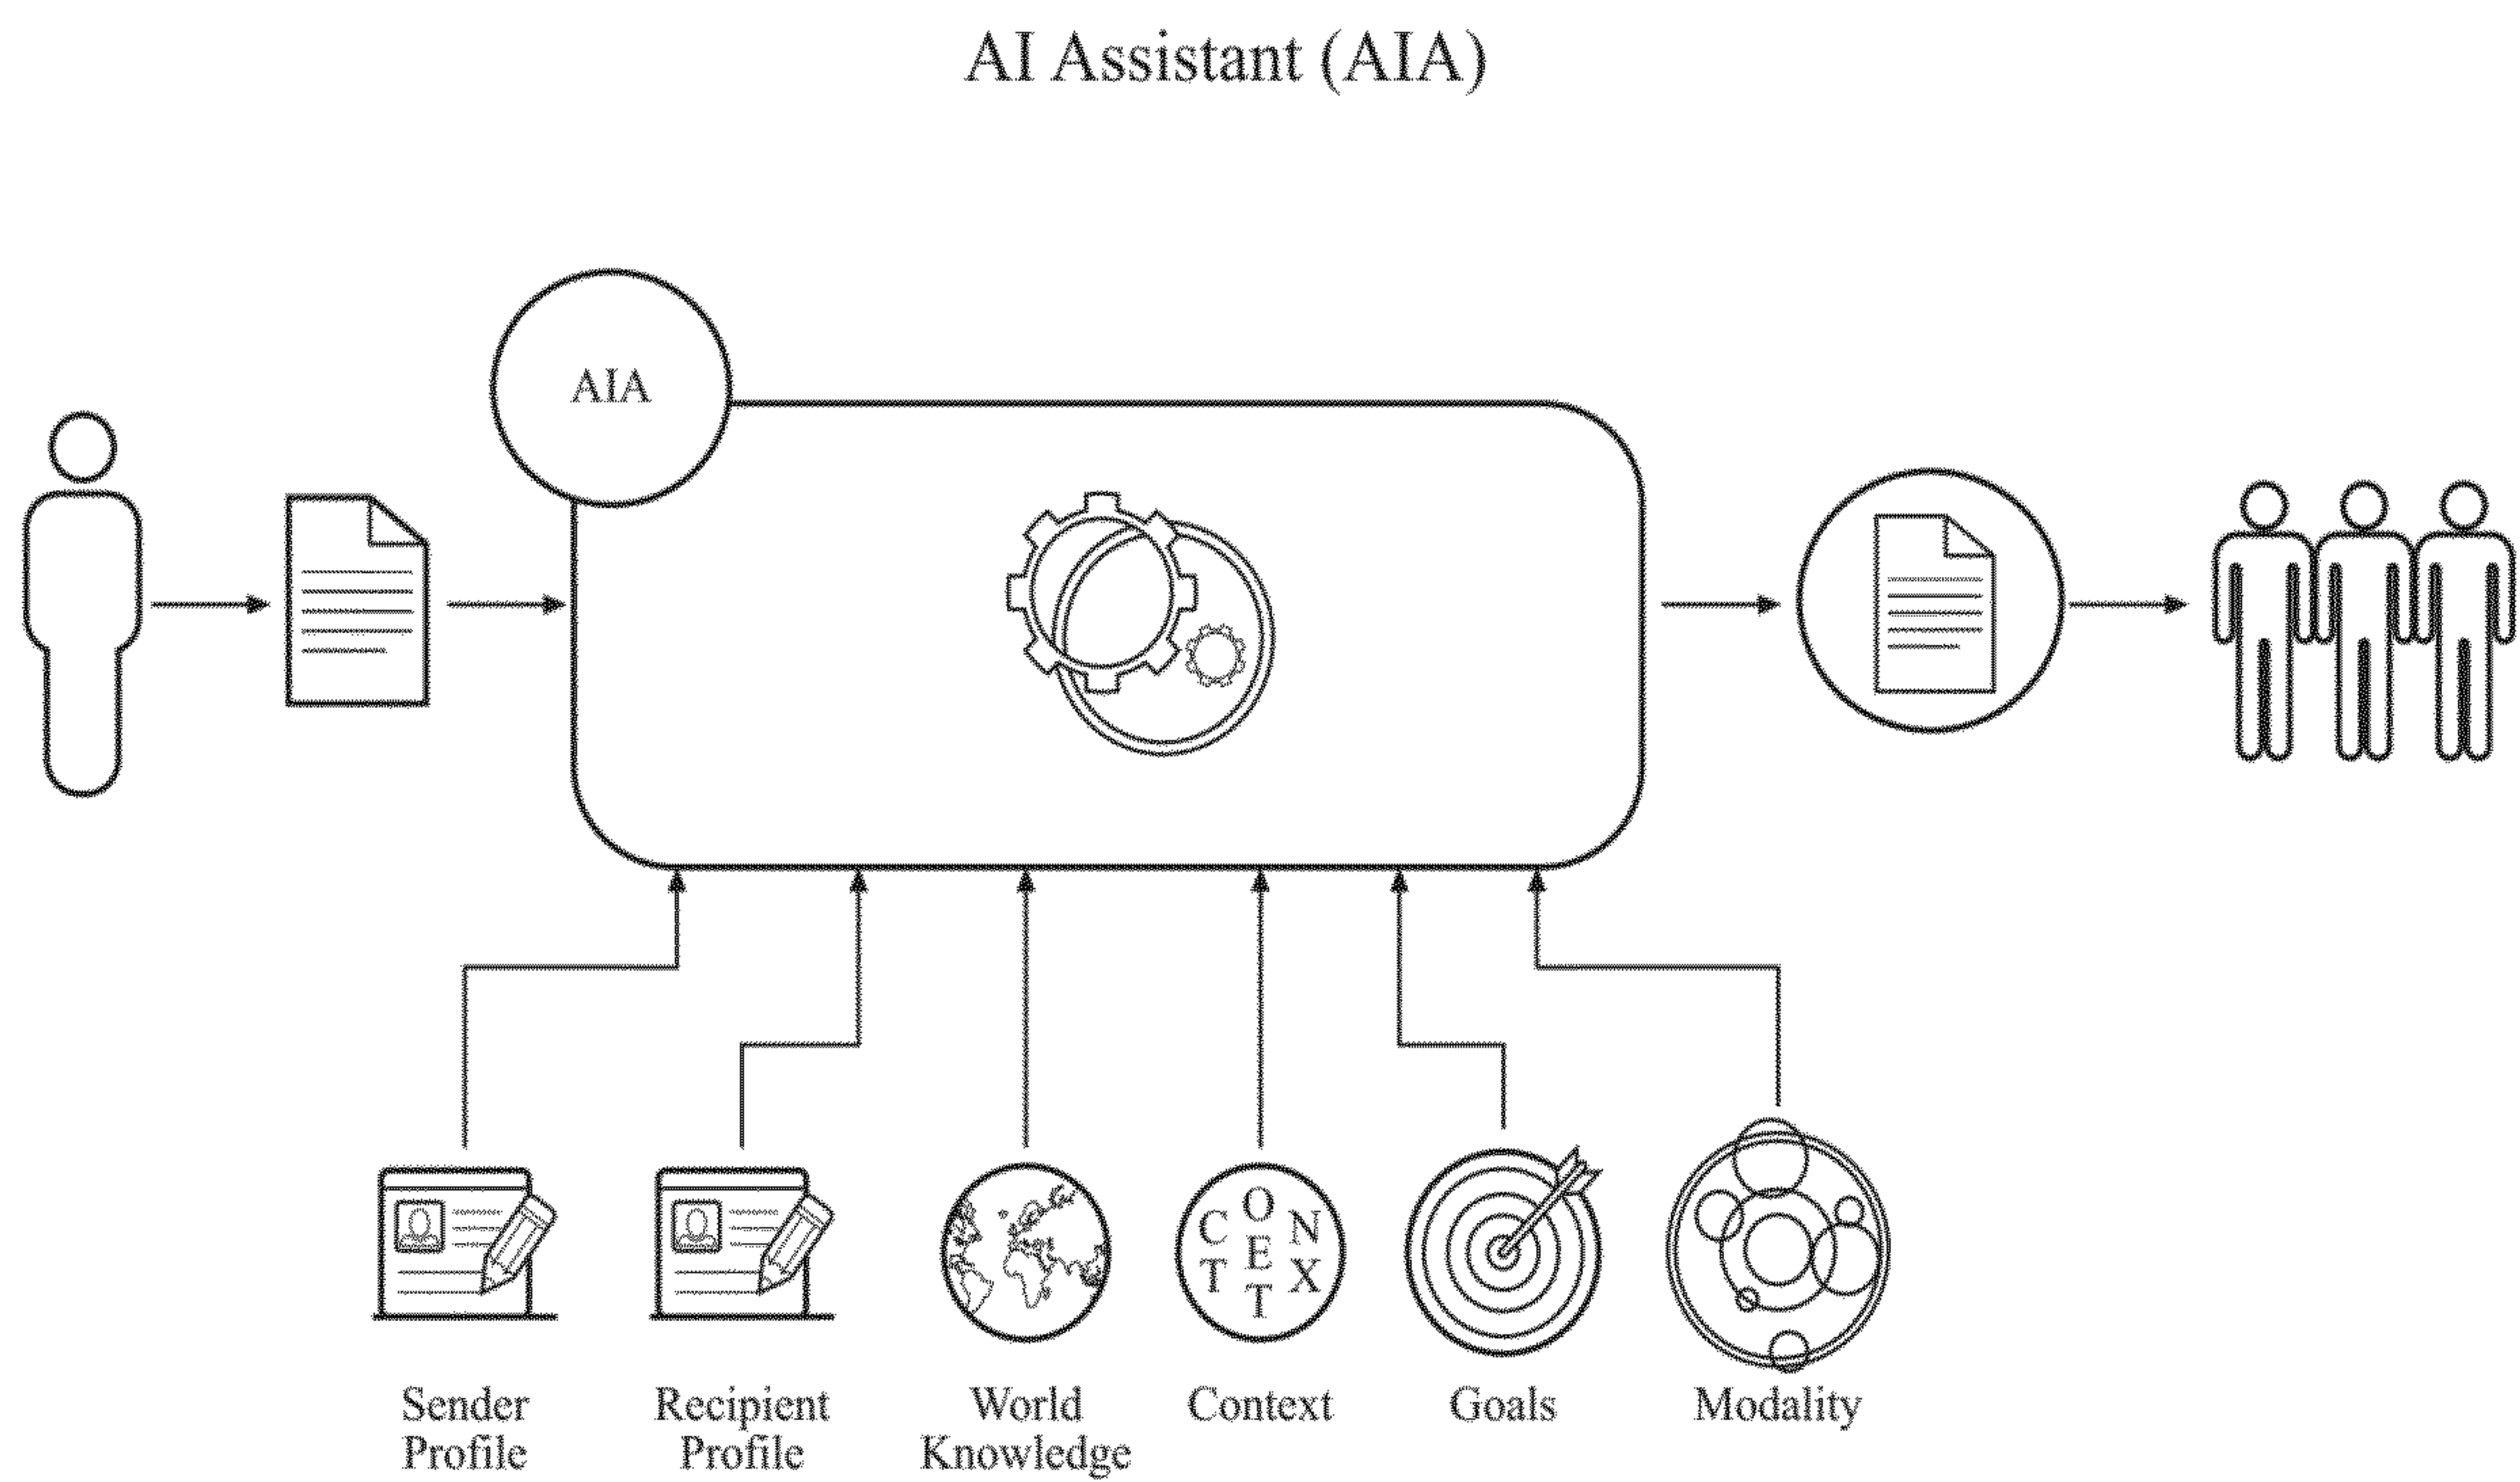 AI Assistant (AIA)
AIA
O
C N
E
T X
T
Sender
Profile
Recipient
Profile
World
Knowledge
Context
Goals
Modality